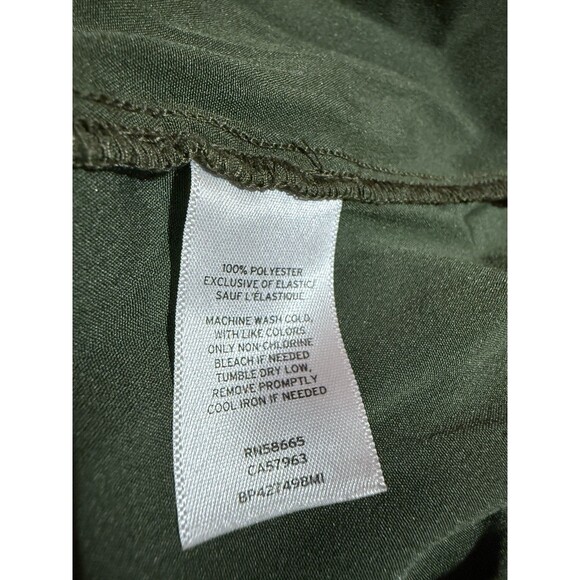 100% POLYESTER
EXCLUSIVE OF ELASTIC
SAUF L'ÉLASTIQUE
MACHINE WASH COLD,
WITH LIKE COLORS
ONLY NON-CHLORINE
BLEACH IF NEEDED
TUMBLE DRY LOW,
REMOVE PROMPTLY
COOL IRON IF NEEDED
RN58665
CA57963
BP42749BMI